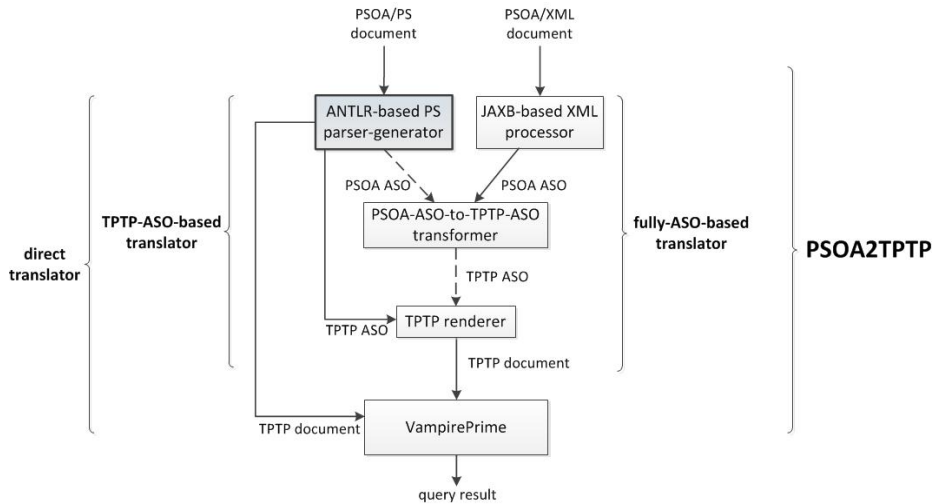 PSOA/PS
document
PSOA/XML
document
ANTLR-based PS
parser-generator
JAXB-based XML
processor
PSOA ASO
PSOA ASO
TPTP-ASO-based
translator
PSOA-ASO-to-TPTP-ASO
transformer
fully-ASO-based
translator
direct
translator
PSOA2TPTP
TPTP ASO
TPTP ASO
TPTP renderer
TPTP document
TPTP document
VampirePrime
query result